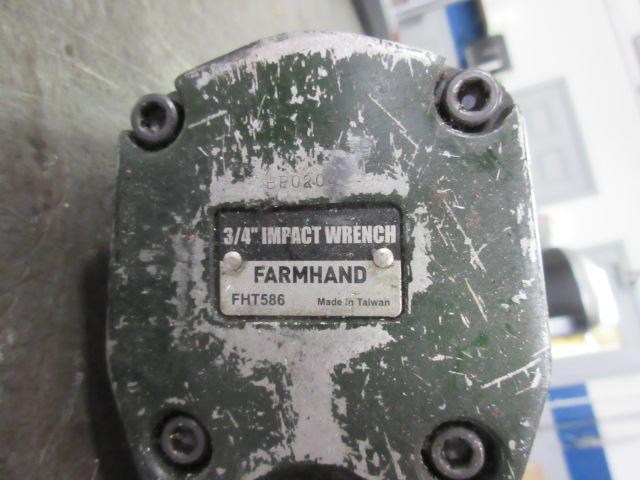 3/4" IMPACT WRENCH
FARMHAND
FHT586 Made in Taiwan